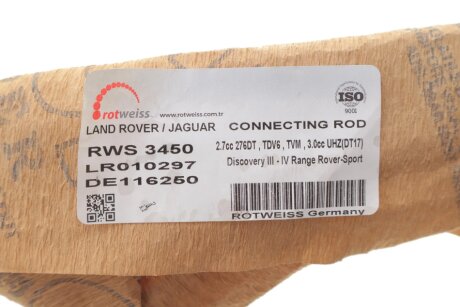 rotweiss
www.rotweiss.com.tr
ISO
9001
LAND ROVER / JAGUAR CONNECTING ROD
RWS 3450
LR010297
DE116250
2.7cc 276DT , TDV6 , TVM , 3.0cc UHZ(DT17)
Discovery III - IV Range Rover-Sport
ROTWEISS Germany